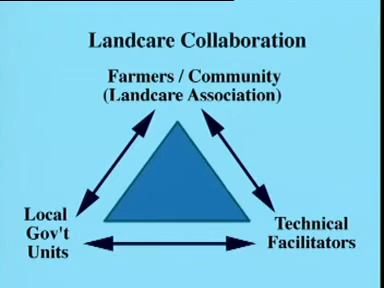 Landcare Collaboration
Farmers / Community
(Landcare Association)
Local
Gov't
Units
Technical
Facilitators